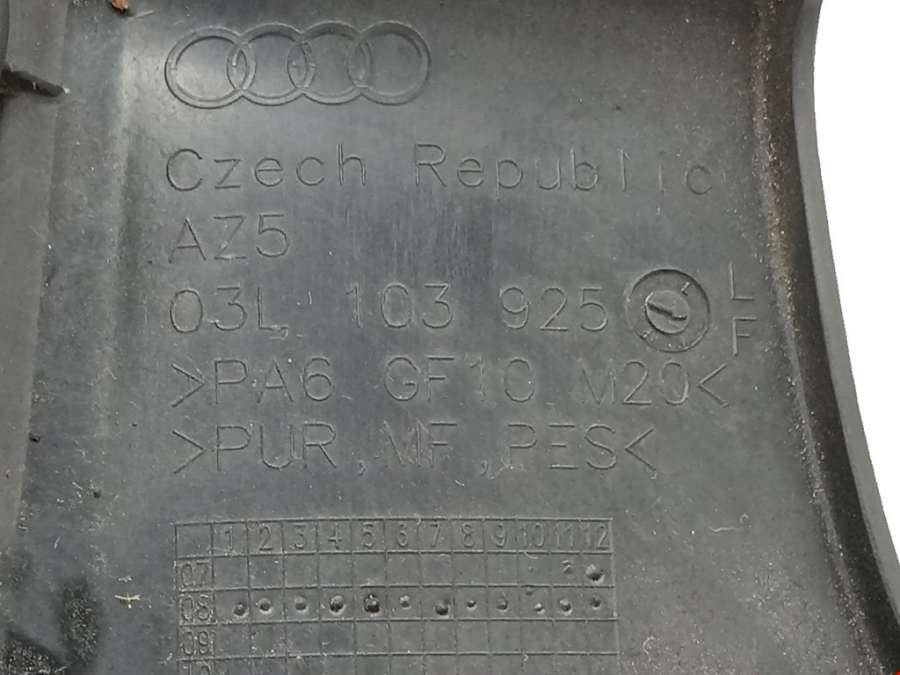 Czech Republic
AZ5
03L 103 925
L
F
>PA6 GF10 M20<
>PUR,MF,PES<
1 2 3 4 5 6 7 8 9 10 11 12
07
08
09